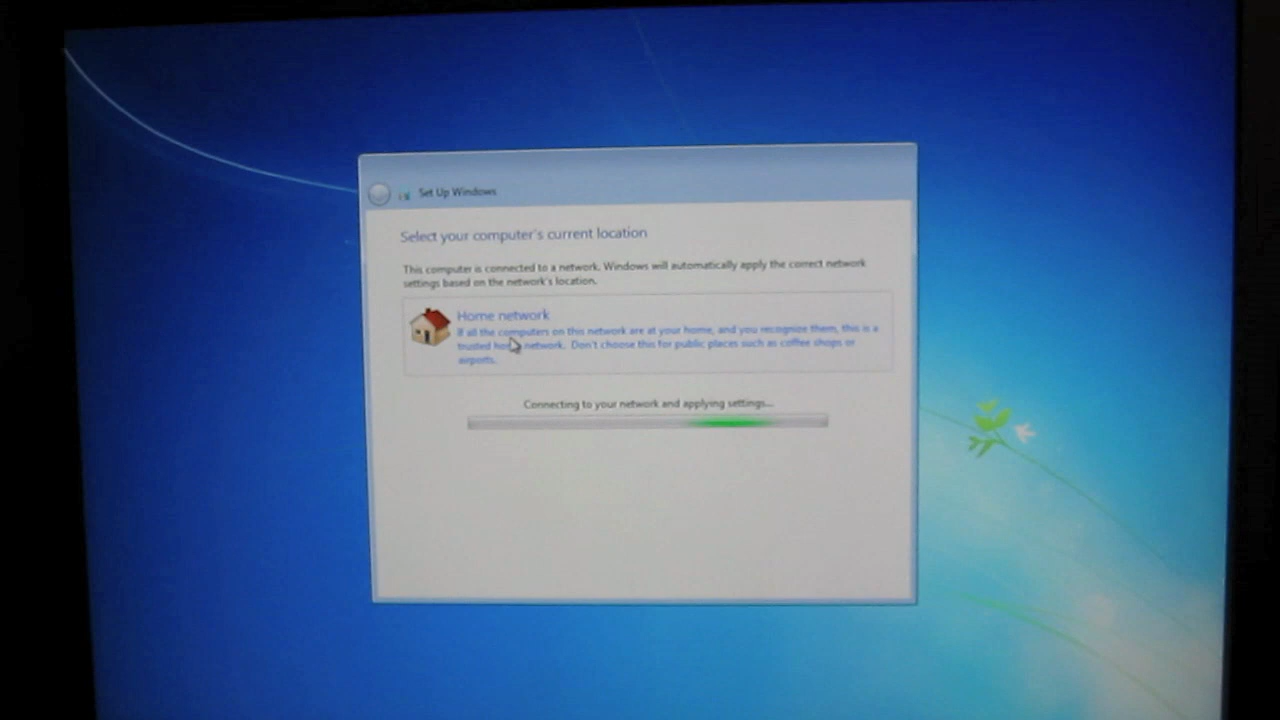 Set Up Windows
Select your computer's current location
This computer is connected to a network. Windows will automatically apply the correct network
settings based on the network's location.
Home network
If all the computers on this network are at your home, and you recognize them, this is a
trusted home network. Don't choose this for public places such as coffee shops or
airports.
Connecting to your network and applying settings...